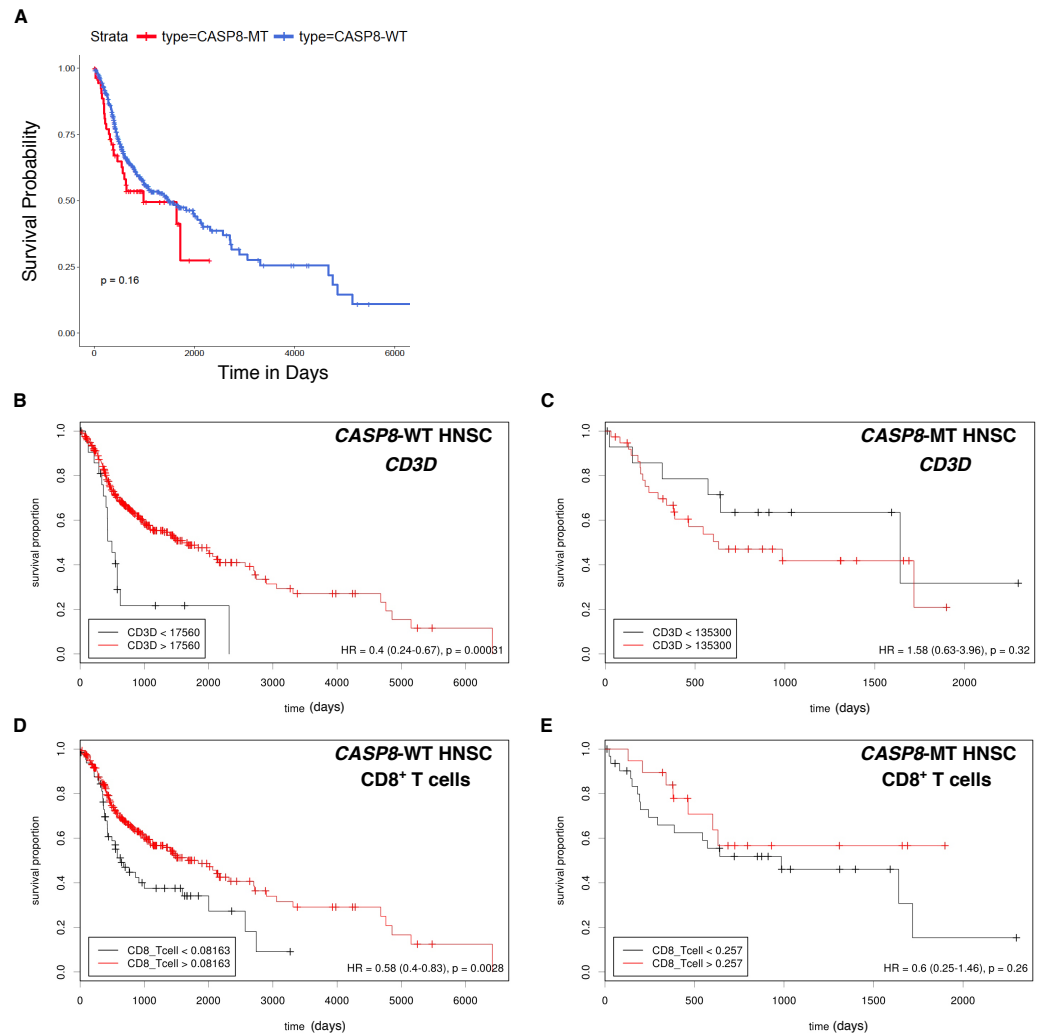 A
Strata type=CASP8-MT type=CASP8-WT
1.00
0.75
0.50
0.25
0.00
Survival Probability
p = 0.16
0 2000 4000 6000
Time in Days
B
CASP8-WT HNSC
CD3D
survival proportion
1.0
0.8
0.6
0.4
0.2
0.0
CD3D < 17560
CD3D > 17560
HR = 0.4 (0.24-0.67), p = 0.00031
0 1000 2000 3000 4000 5000 6000
time (days)
C
CASP8-MT HNSC
CD3D
survival proportion
1.0
0.8
0.6
0.4
0.2
0.0
CD3D < 135300
CD3D > 135300
HR = 1.58 (0.63-3.96), p = 0.32
0 500 1000 1500 2000
time (days)
D
CASP8-WT HNSC
CD8⁺ T cells
survival proportion
1.0
0.8
0.6
0.4
0.2
0.0
CD8_Tcell < 0.08163
CD8_Tcell > 0.08163
HR = 0.58 (0.4-0.83), p = 0.0028
0 1000 2000 3000 4000 5000 6000
time (days)
E
CASP8-MT HNSC
CD8⁺ T cells
survival proportion
1.0
0.8
0.6
0.4
0.2
0.0
CD8_Tcell < 0.257
CD8_Tcell > 0.257
HR = 0.6 (0.25-1.46), p = 0.26
0 500 1000 1500 2000
time (days)